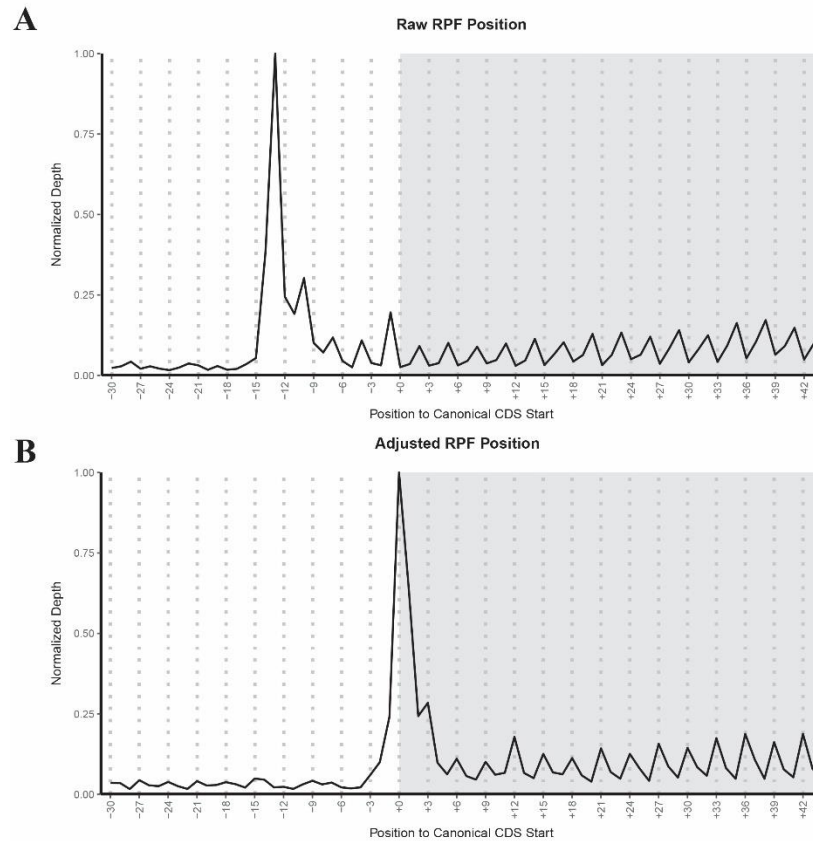 A
Raw RPF Position
1.00
0.75
0.50
0.25
0.00
Normalized Depth
−30 −27 −24 −21 −18 −15 −12 −9 −6 −3 +0 +3 +6 +9 +12 +15 +18 +21 +24 +27 +30 +33 +36 +39 +42
Position to Canonical CDS Start
B
Adjusted RPF Position
1.00
0.75
0.50
0.25
0.00
Normalized Depth
−30 −27 −24 −21 −18 −15 −12 −9 −6 −3 +0 +3 +6 +9 +12 +15 +18 +21 +24 +27 +30 +33 +36 +39 +42
Position to Canonical CDS Start